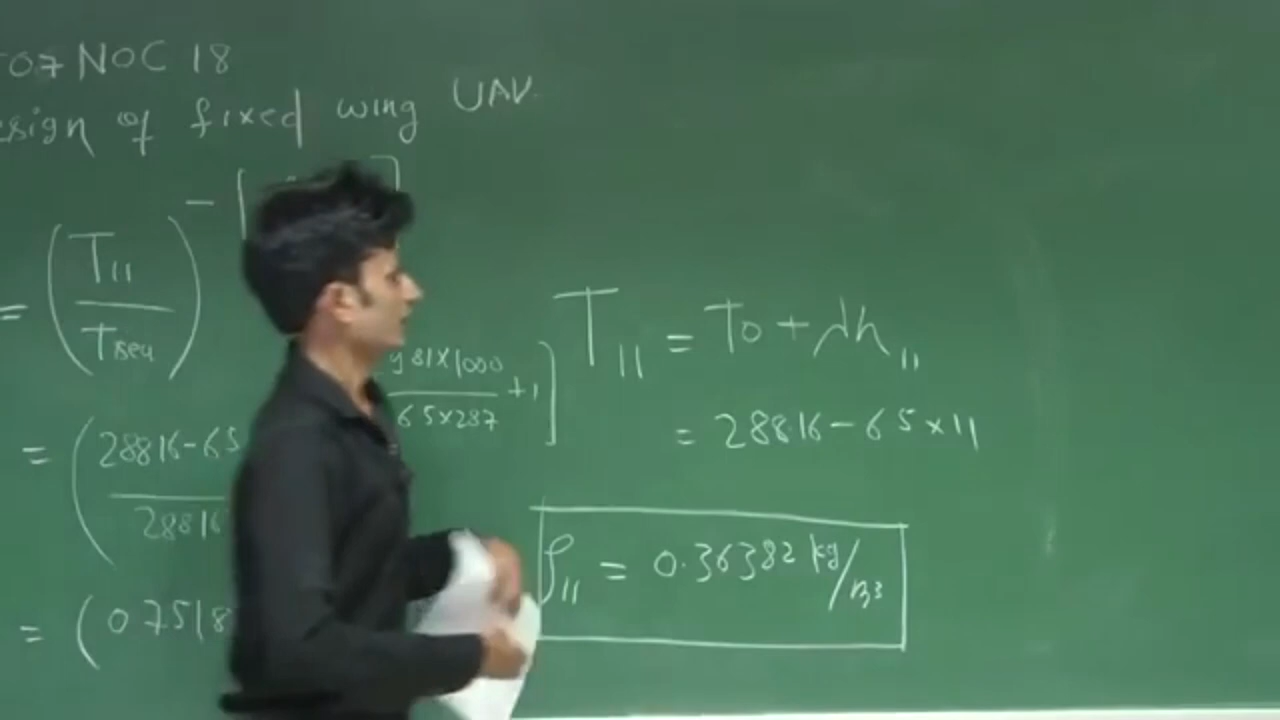 07 NOC 18
esign of fixed wing UAV
- [ ]
= (T11 / Tsea)
= (288 16 - 6 5 / 288 16
9 81 x 1000 / 6 5 x 287 + 1]
= (0 7518
T11 = T0 + λh11
= 288.16 - 6 5 x 11
ρ11 = 0.36382 kg/m3